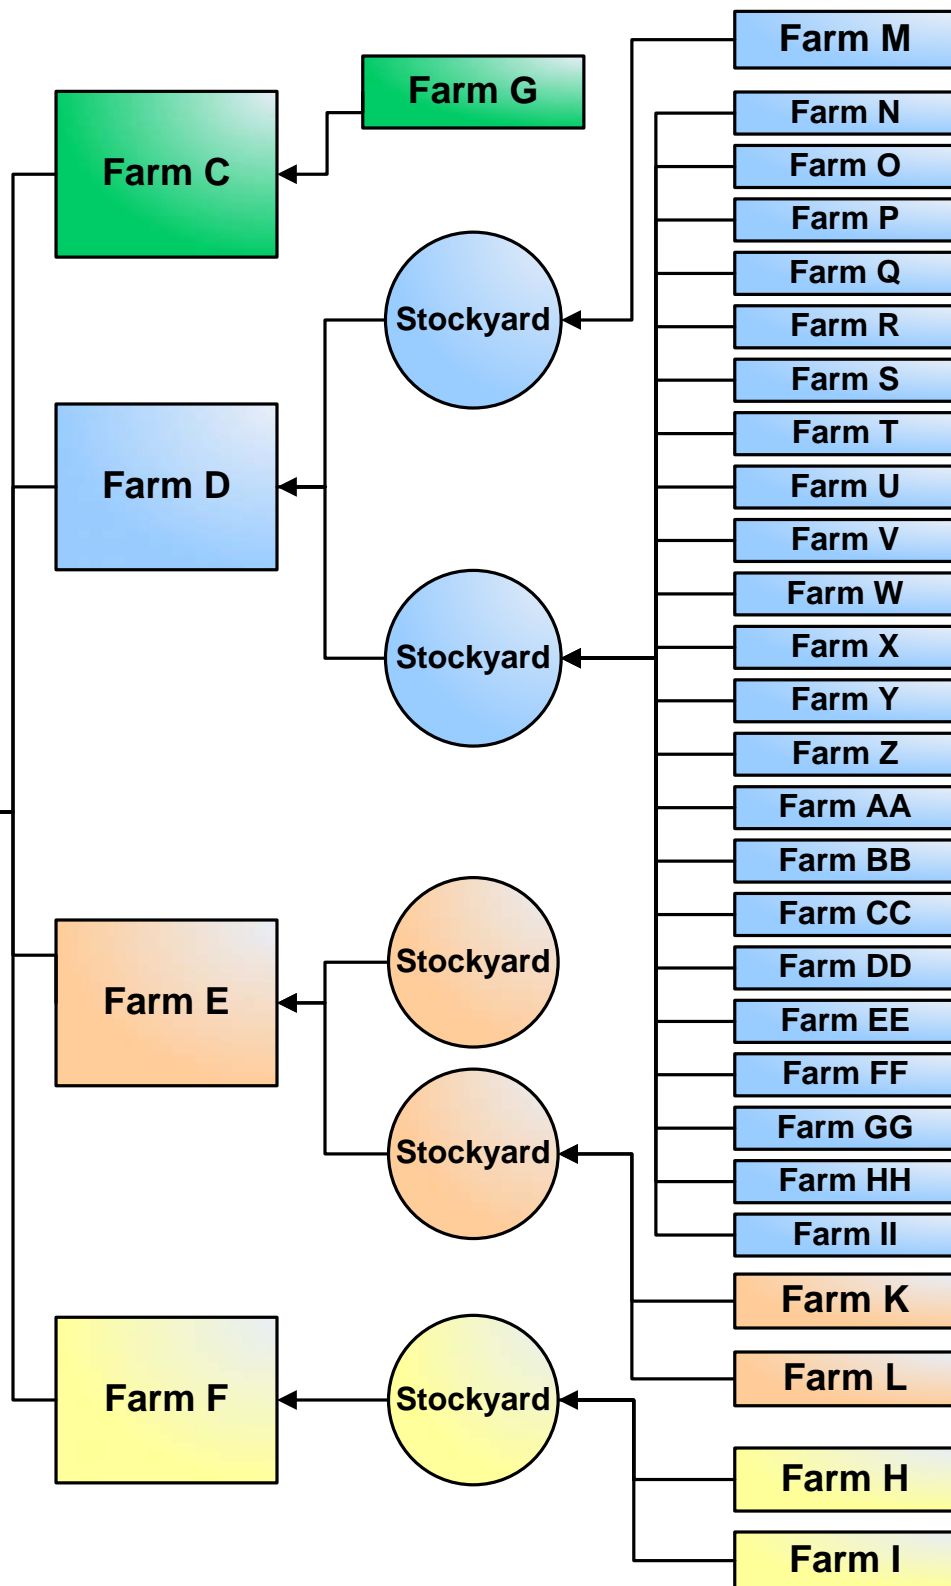 Farm M
Farm G
Farm N
Farm O
Farm C
Farm P
Farm Q
Stockyard
Farm R
Farm S
Farm T
Farm D
Farm U
Farm V
Farm W
Stockyard
Farm X
Farm Y
Farm Z
Farm AA
Farm BB
Farm CC
Stockyard
Farm DD
Farm E
Farm EE
Farm FF
Farm GG
Stockyard
Farm HH
Farm II
Farm K
Farm L
Farm F
Stockyard
Farm H
Farm I